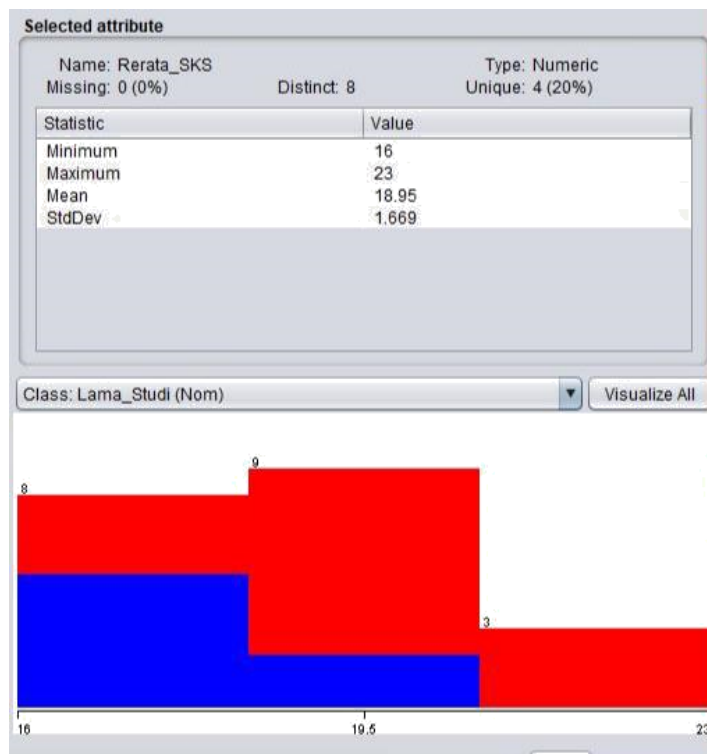 Selected attribute
Name: Rerata_SKS Type: Numeric
Missing: 0 (0%) Distinct: 8 Unique: 4 (20%)
Statistic Value
Minimum 16
Maximum 23
Mean 18.95
StdDev 1.669
Class: Lama_Studi (Nom) Visualize All
9
8
3
16 19.5 23